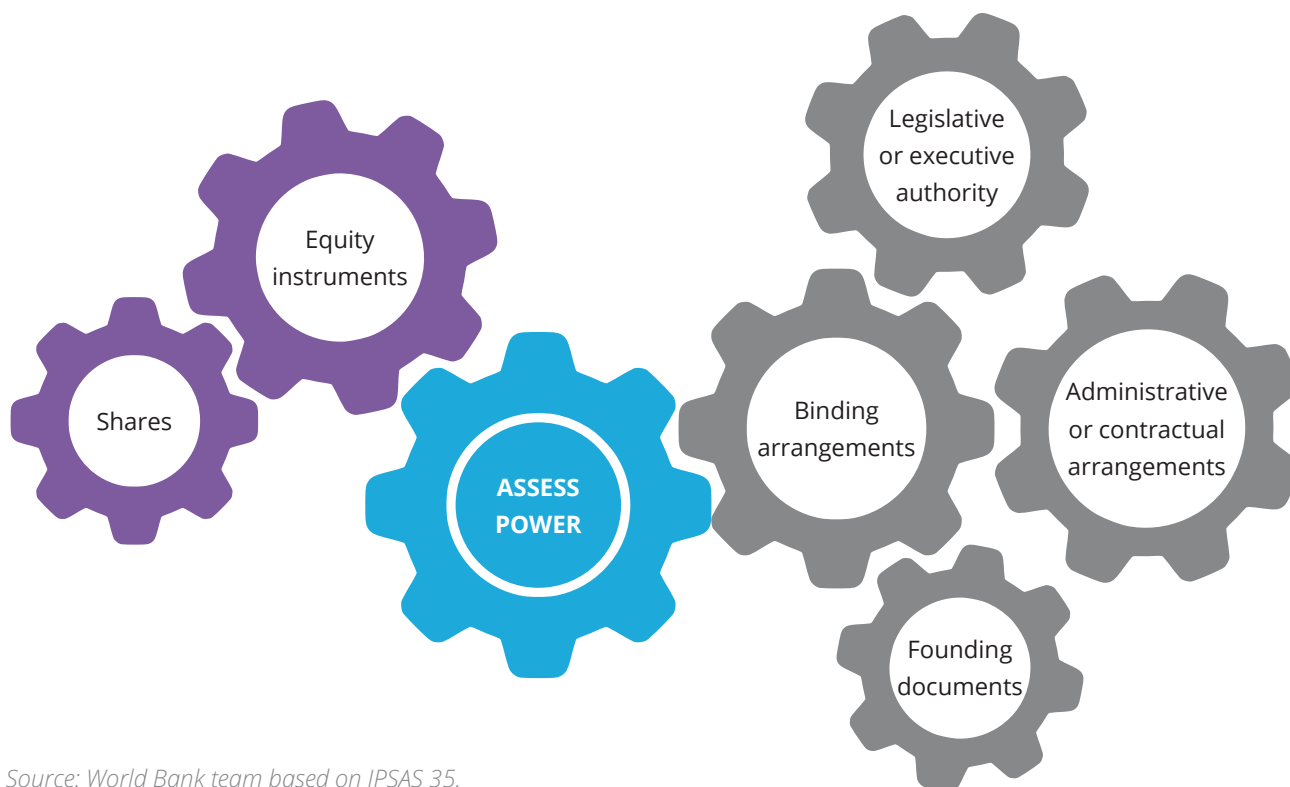 Legislative
or executive
authority
Equity
instruments
Shares
ASSESS
POWER
Binding
arrangements
Administrative
or contractual
arrangements
Founding
documents
Source: World Bank team based on IPSAS 35.